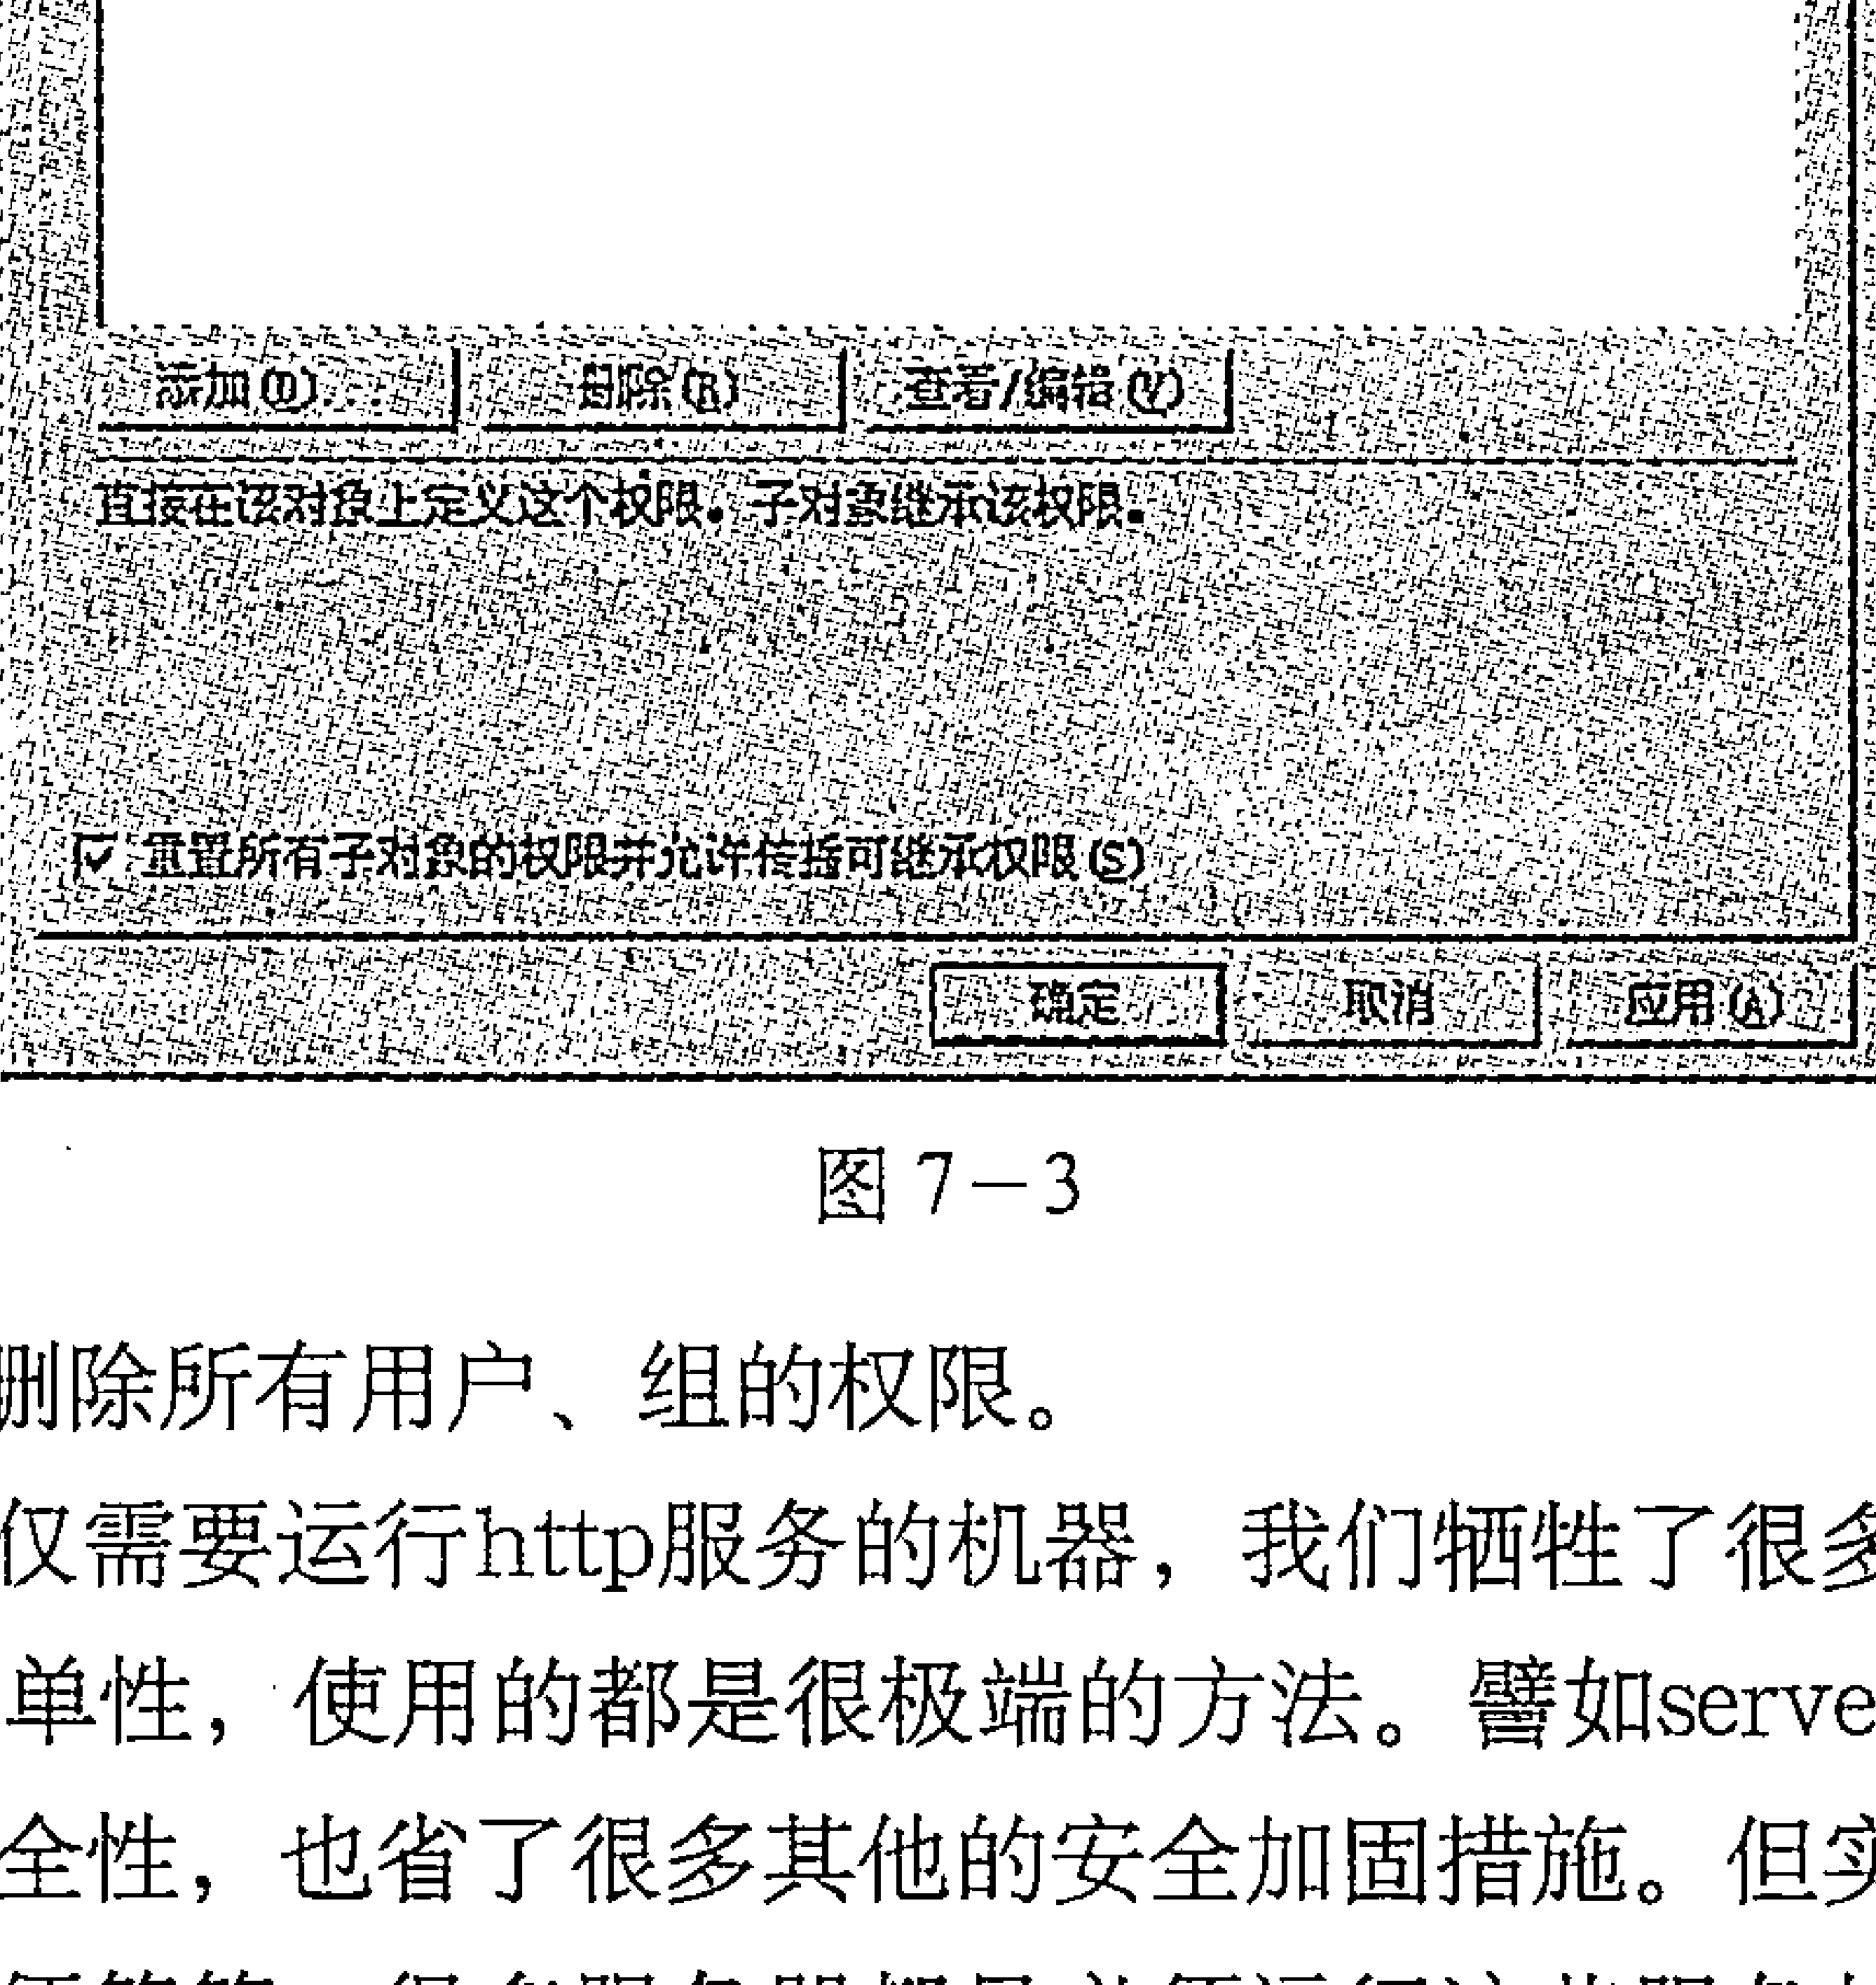 添加(D)... 删除(R) 查看/编辑(V)
直接在该对象上定义这个权限。子对象继承该权限。
重置所有子对象的权限并允许传播可继承权限(S)
确定 取消 应用(A)
图 7-3
删除所有用户、组的权限。
仅需要运行http服务的机器，我们牺牲了很多
单性，使用的都是很极端的方法。譬如serve
全性，也省了很多其他的安全加固措施。但实